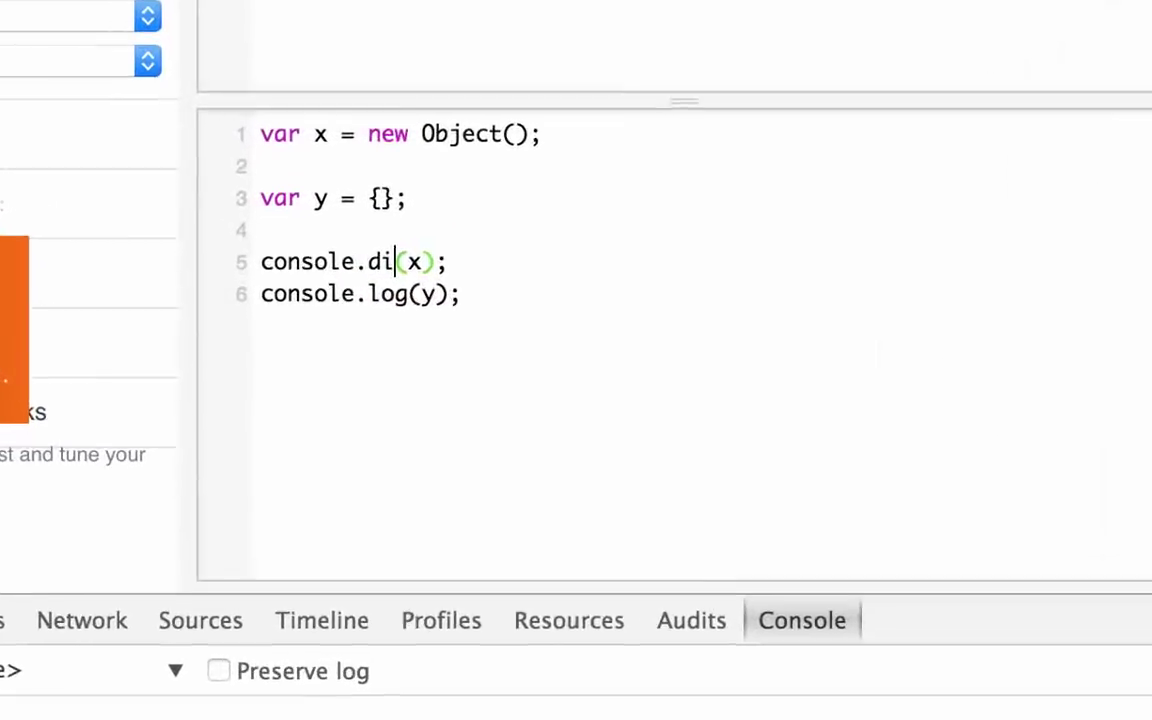 :
.
ks
st and tune your
1 var x = new Object();
2
3 var y = {};
4
5 console.di(x);
6 console.log(y);
s Network Sources Timeline Profiles Resources Audits Console
e> ▼ Preserve log